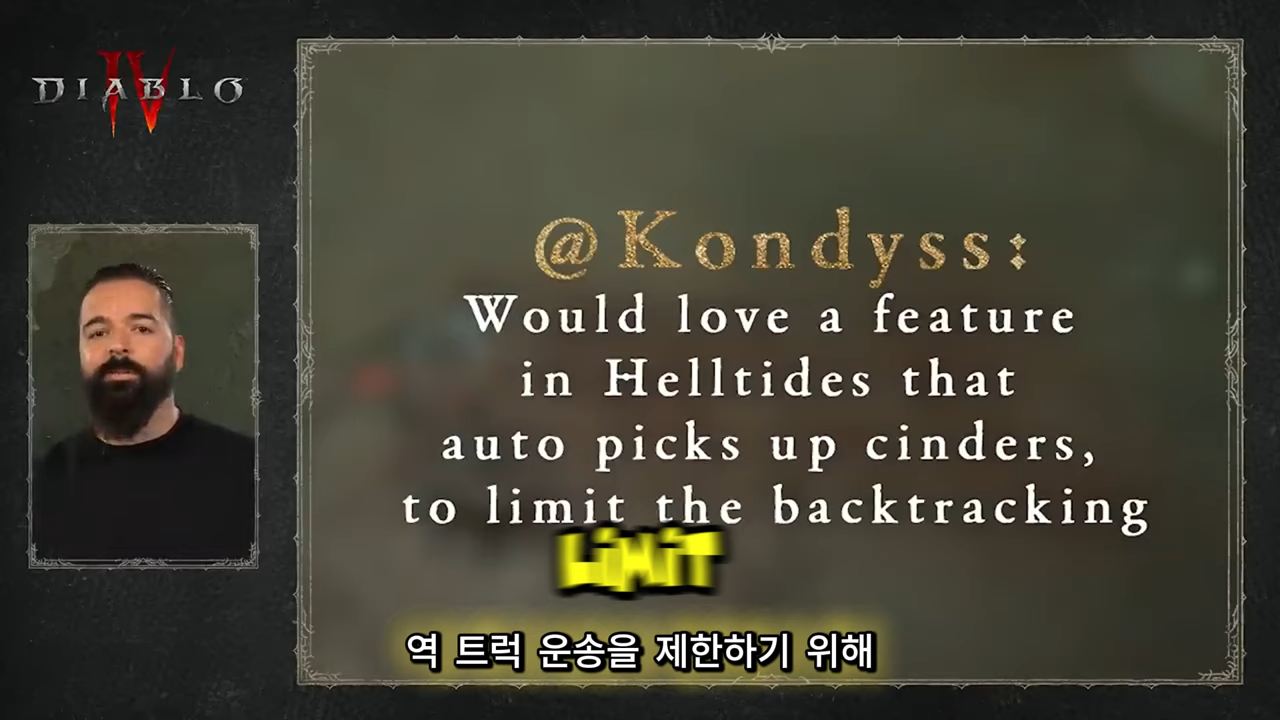 DIABLO
IV
@Kondyss:
Would love a feature
in Helltides that
auto picks up cinders,
to limit the backtracking
LiMiT
역 트럭 운송을 제한하기 위해